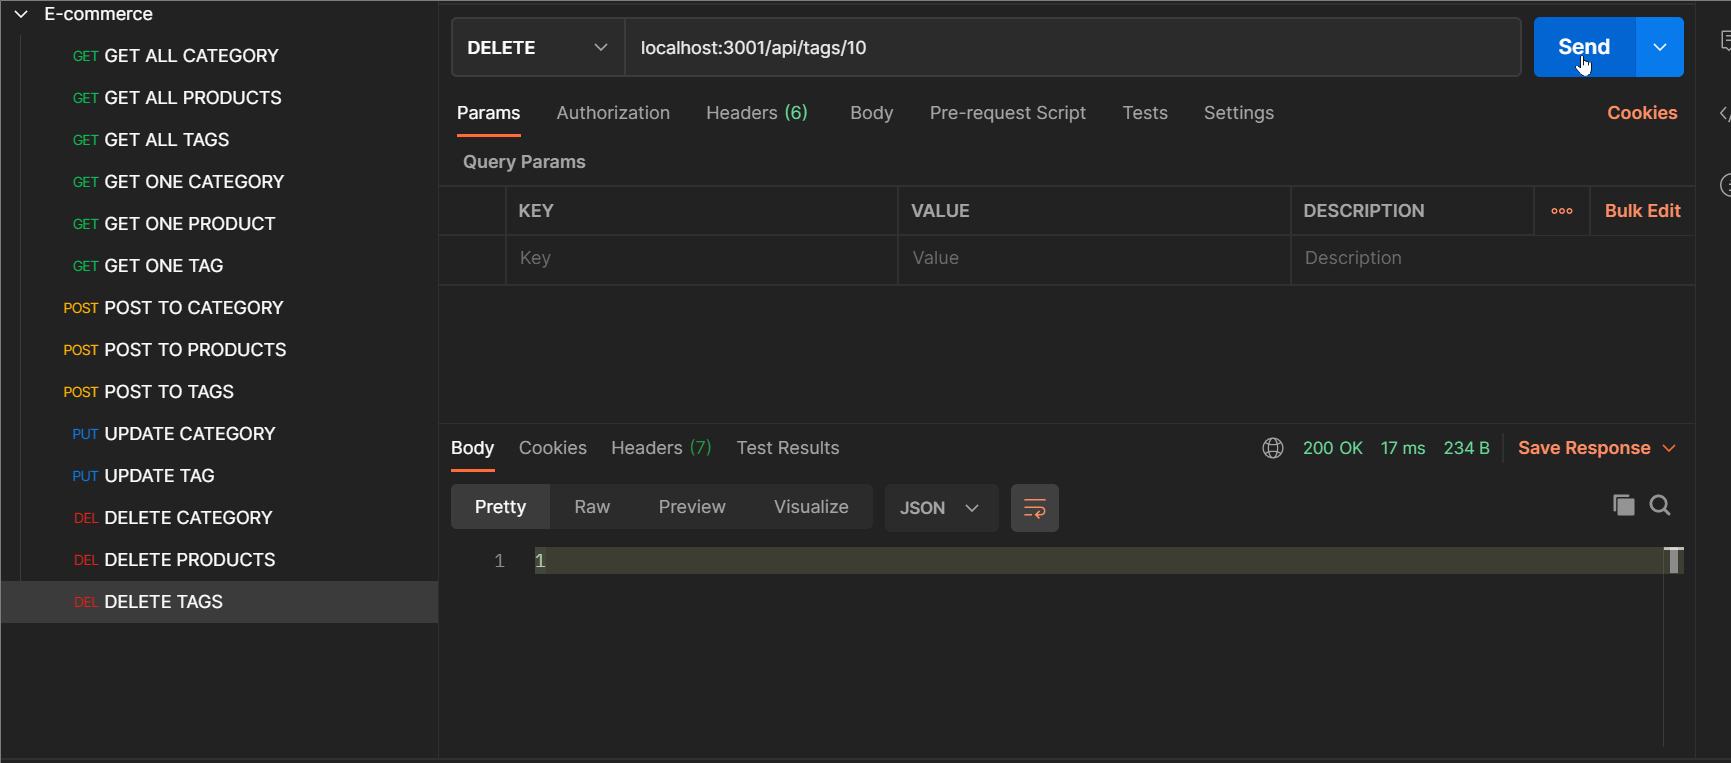 E-commerce
GET GET ALL CATEGORY
GET GET ALL PRODUCTS
GET GET ALL TAGS
GET GET ONE CATEGORY
GET GET ONE PRODUCT
GET GET ONE TAG
POST POST TO CATEGORY
POST POST TO PRODUCTS
POST POST TO TAGS
PUT UPDATE CATEGORY
PUT UPDATE TAG
DEL DELETE CATEGORY
DEL DELETE PRODUCTS
DEL DELETE TAGS
DELETE localhost:3001/api/tags/10 Send
Params Authorization Headers (6) Body Pre-request Script Tests Settings Cookies
Query Params
KEY VALUE DESCRIPTION Bulk Edit
Key Value Description
Body Cookies Headers (7) Test Results 200 OK 17 ms 234 B Save Response
Pretty Raw Preview Visualize JSON
1 1